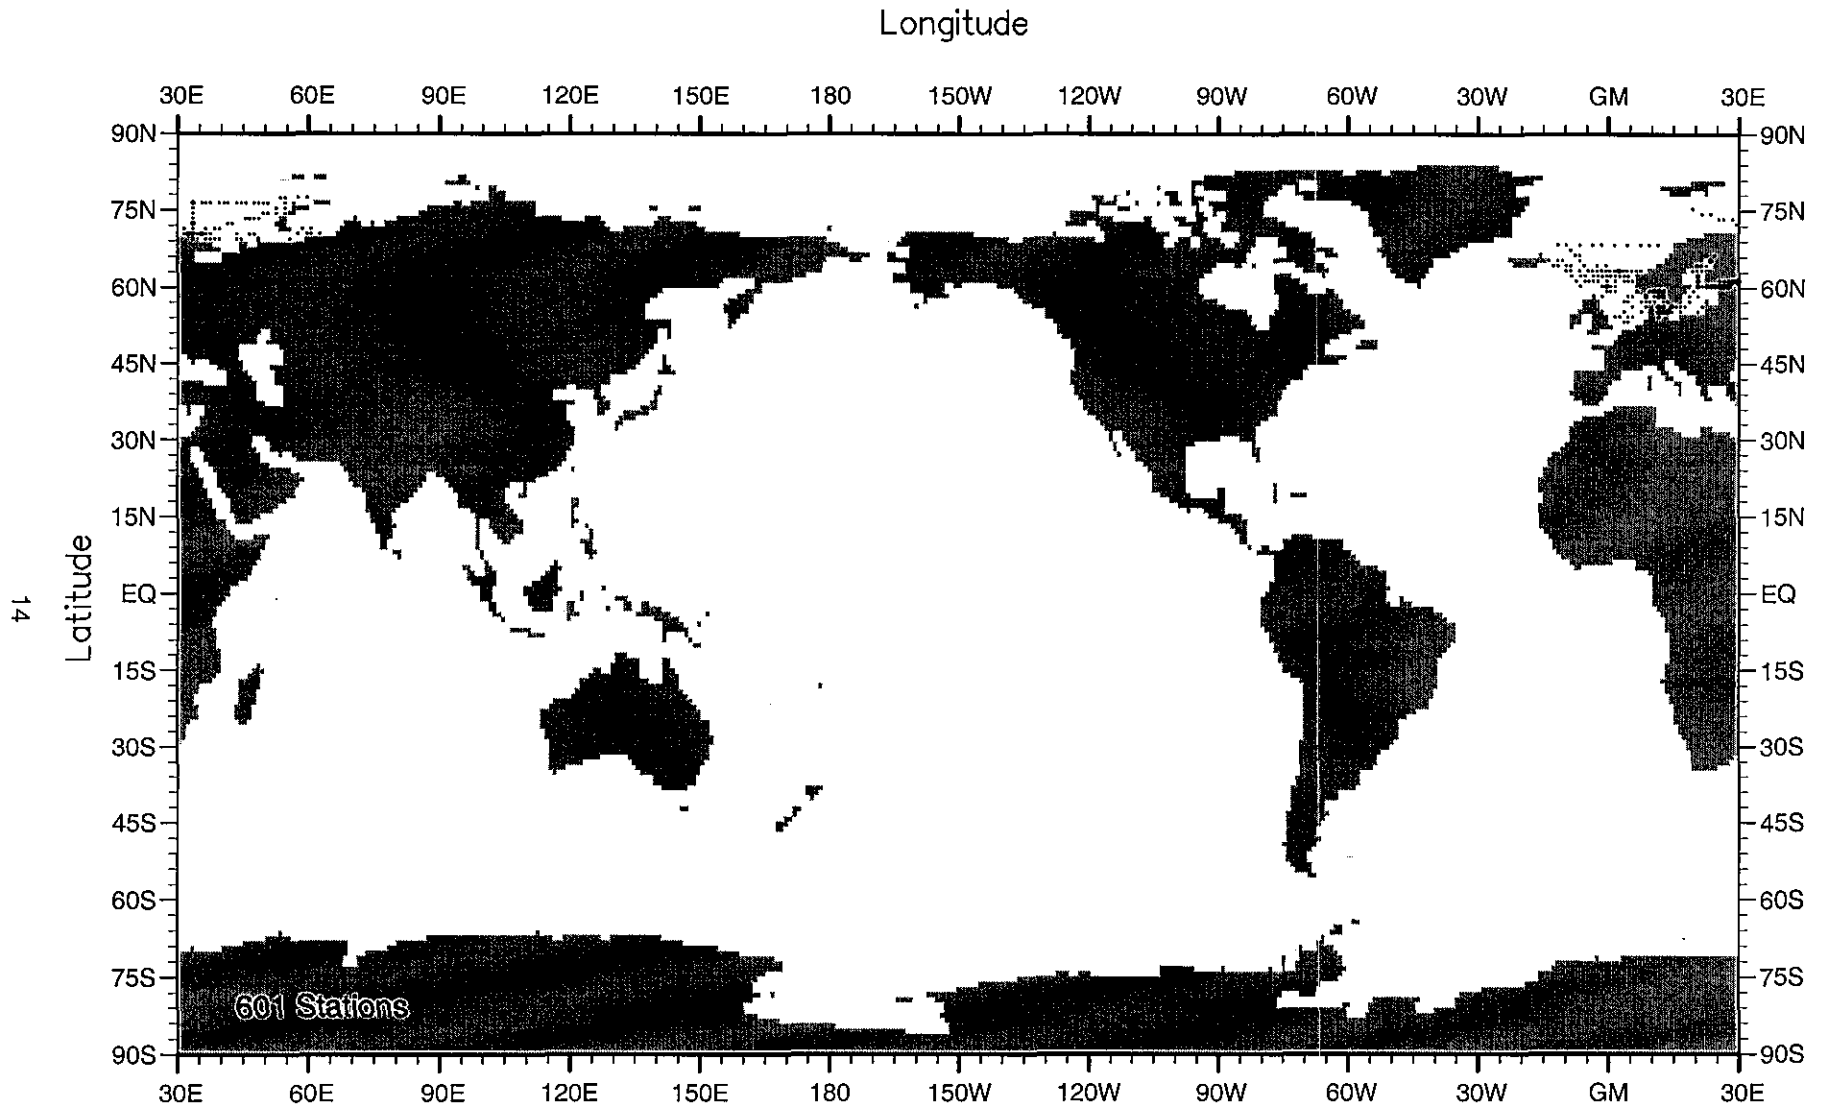 Longitude
30E 60E 90E 120E 150E 180 150W 120W 90W 60W 30W GM 30E
90N 90N
75N 75N
60N 60N
45N 45N
30N 30N
15N 15N
EQ EQ
15S 15S
30S 30S
45S 45S
60S 60S
75S 75S
90S 90S
Latitude
14
601 Stations
30E 60E 90E 120E 150E 180 150W 120W 90W 60W 30W GM 30E